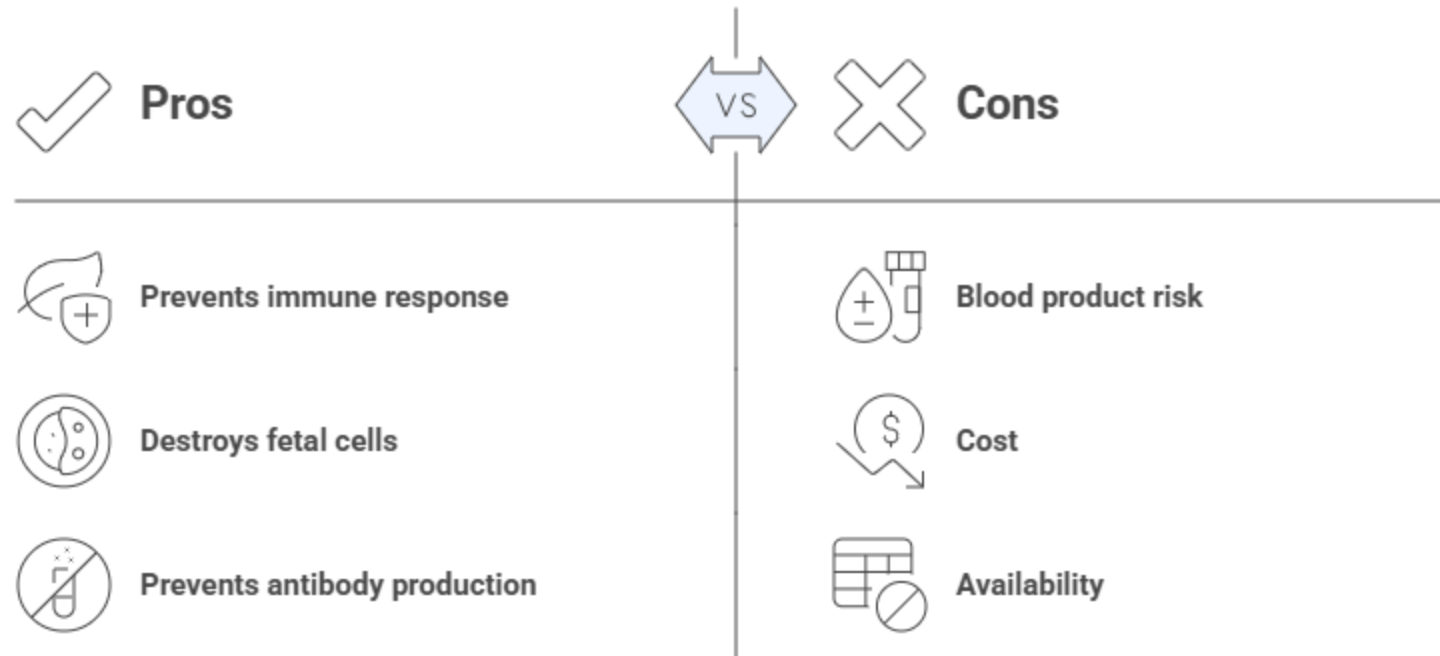 Pros
VS
Cons
Prevents immune response
Blood product risk
Destroys fetal cells
$
Cost
Prevents antibody production
Availability